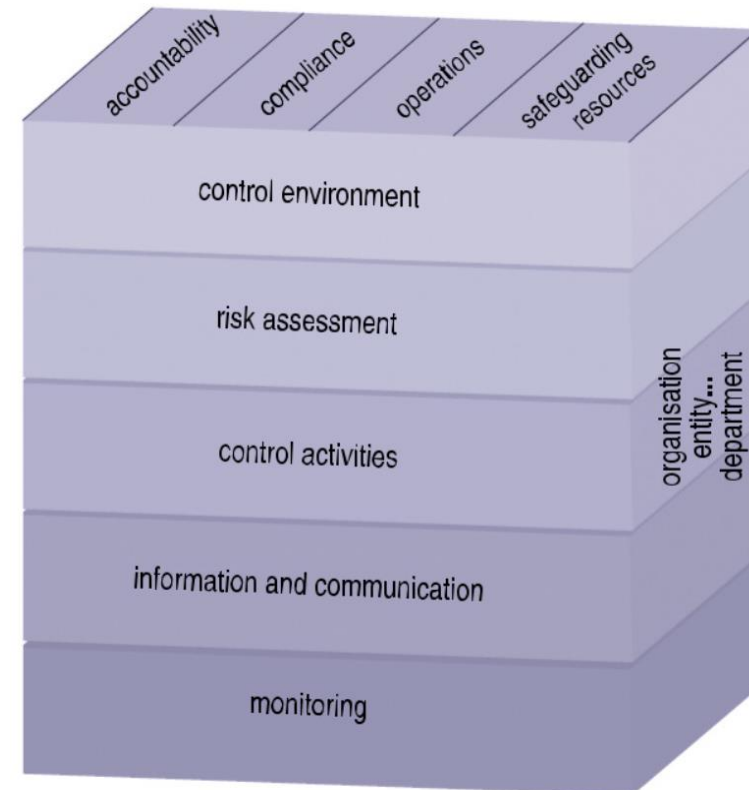 accountability
compliance
operations
safeguarding
resources
control environment
risk assessment
control activities
information and communication
monitoring
organisation
entity...
department